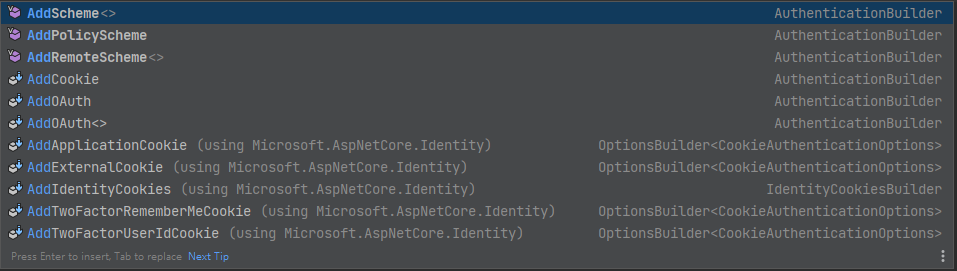 AddScheme<> AuthenticationBuilder
AddPolicyScheme AuthenticationBuilder
AddRemoteScheme<> AuthenticationBuilder
AddCookie AuthenticationBuilder
AddOAuth AuthenticationBuilder
AddOAuth<> AuthenticationBuilder
AddApplicationCookie (using Microsoft.AspNetCore.Identity) OptionsBuilder<CookieAuthenticationOptions>
AddExternalCookie (using Microsoft.AspNetCore.Identity) OptionsBuilder<CookieAuthenticationOptions>
AddIdentityCookies (using Microsoft.AspNetCore.Identity) IdentityCookiesBuilder
AddTwoFactorRememberMeCookie (using Microsoft.AspNetCore.Identity) OptionsBuilder<CookieAuthenticationOptions>
AddTwoFactorUserIdCookie (using Microsoft.AspNetCore.Identity) OptionsBuilder<CookieAuthenticationOptions>
Press Enter to insert, Tab to replace Next Tip